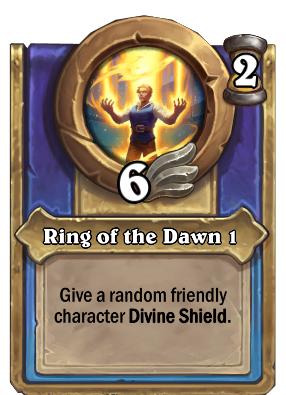 2
6
Ring of the Dawn 1
Give a random friendly
character Divine Shield.